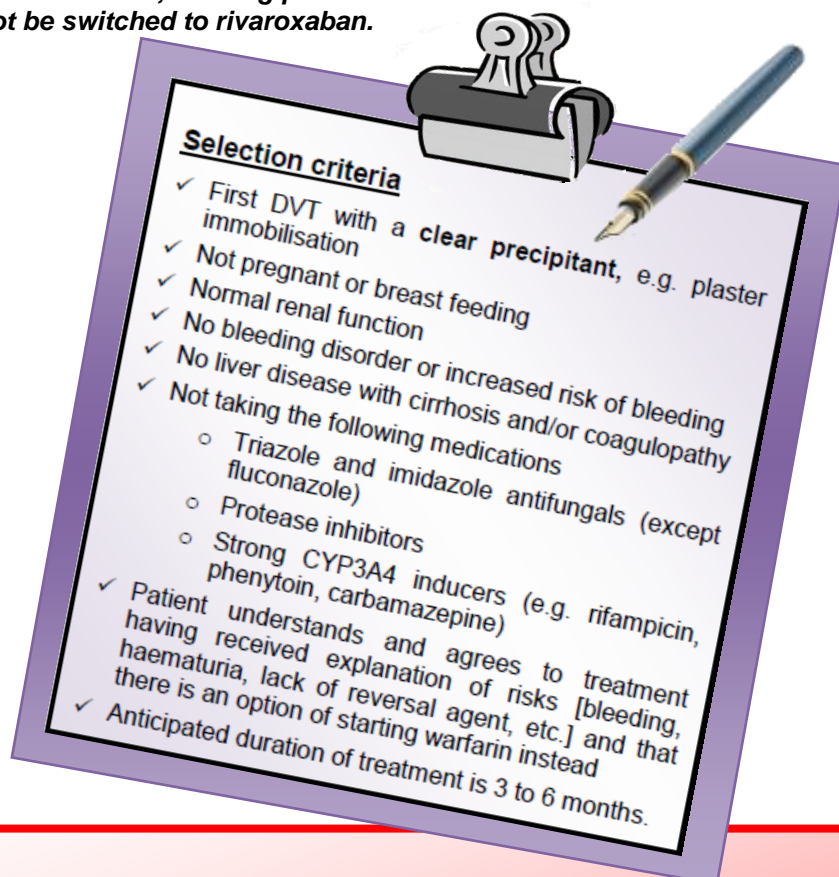 ot be switched to rivaroxaban.
Selection criteria
✓ First DVT with a clear precipitant, e.g. plaster
immobilisation
✓ Not pregnant or breast feeding
✓ Normal renal function
✓ No bleeding disorder or increased risk of bleeding
✓ No liver disease with cirrhosis and/or coagulopathy
✓ Not taking the following medications
○ Triazole and imidazole antifungals (except
fluconazole)
○ Protease inhibitors
○ Strong CYP3A4 inducers (e.g. rifampicin,
phenytoin, carbamazepine)
✓ Patient understands and agrees to treatment
having received explanation of risks [bleeding,
haematuria, lack of reversal agent, etc.] and that
there is an option of starting warfarin instead
✓ Anticipated duration of treatment is 3 to 6 months.